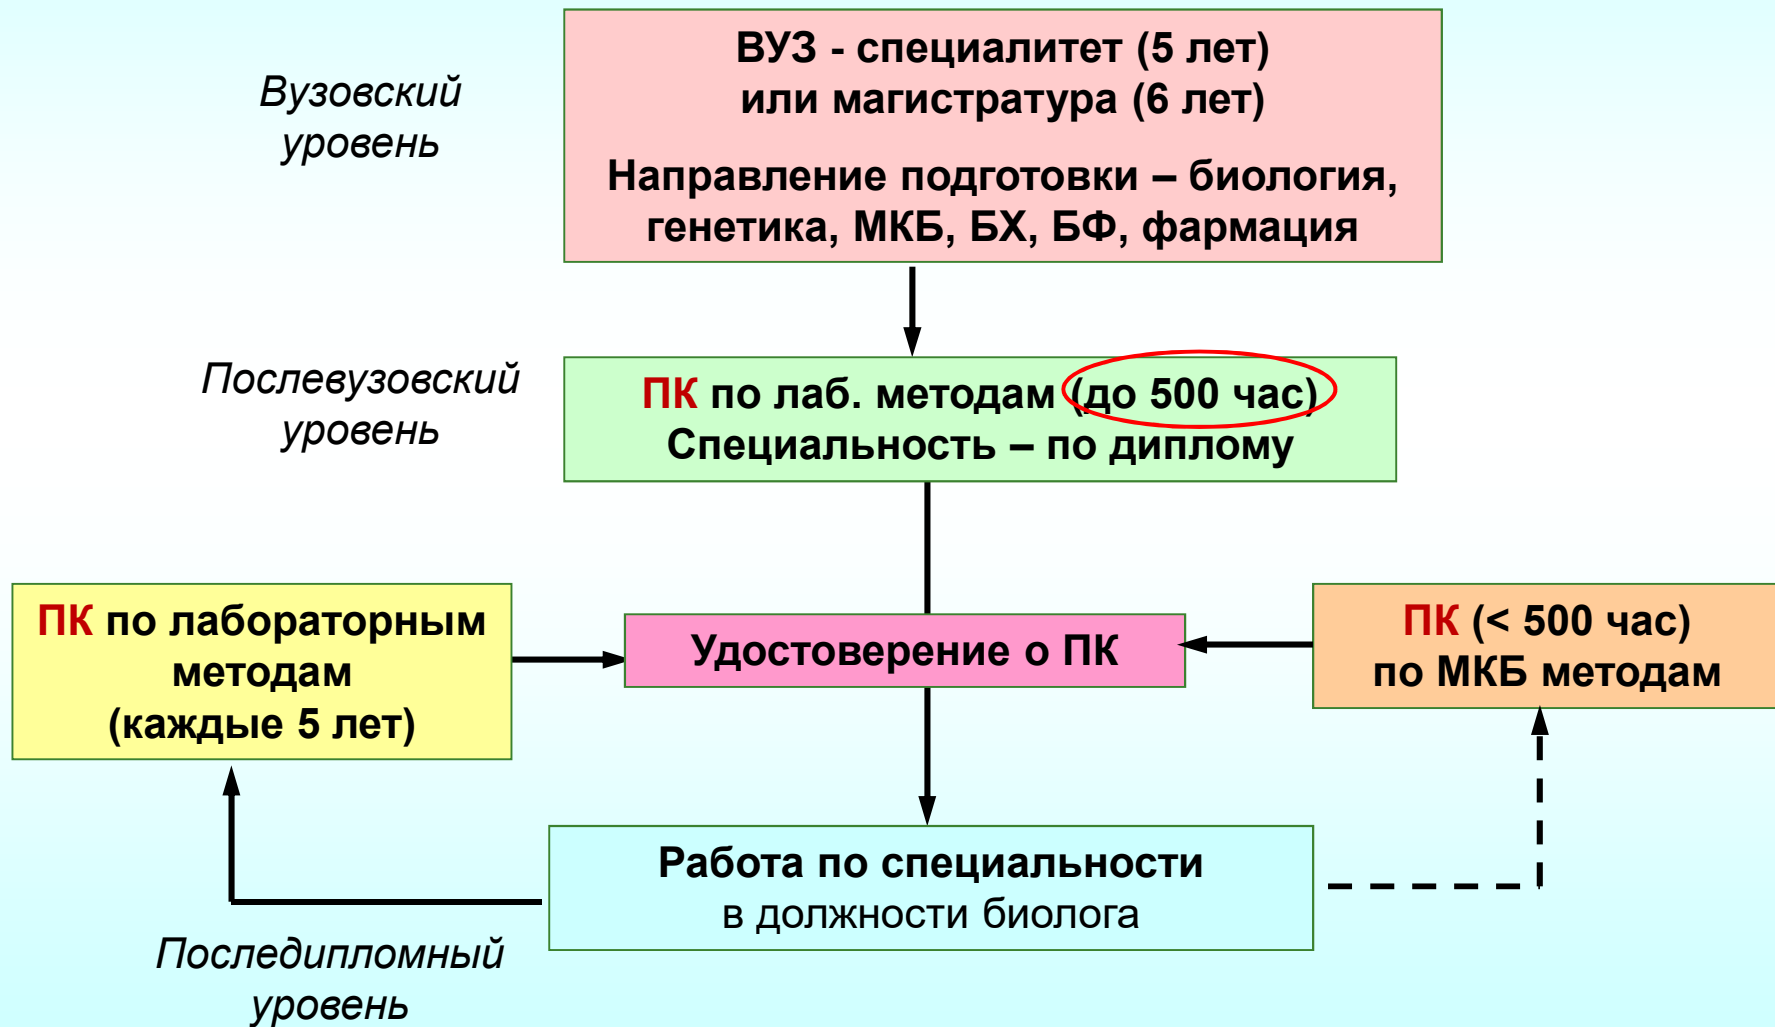 ВУЗ - специалитет (5 лет)
или магистратура (6 лет)
Направление подготовки – биология,
генетика, МКБ, БХ, БФ, фармация
Вузовский
уровень
Послевузовский
уровень
ПК по лаб. методам (до 500 час)
Специальность – по диплому
ПК по лабораторным
методам
(каждые 5 лет)
Удостоверение о ПК
ПК (< 500 час)
по МКБ методам
Работа по специальности
в должности биолога
Последипломный
уровень